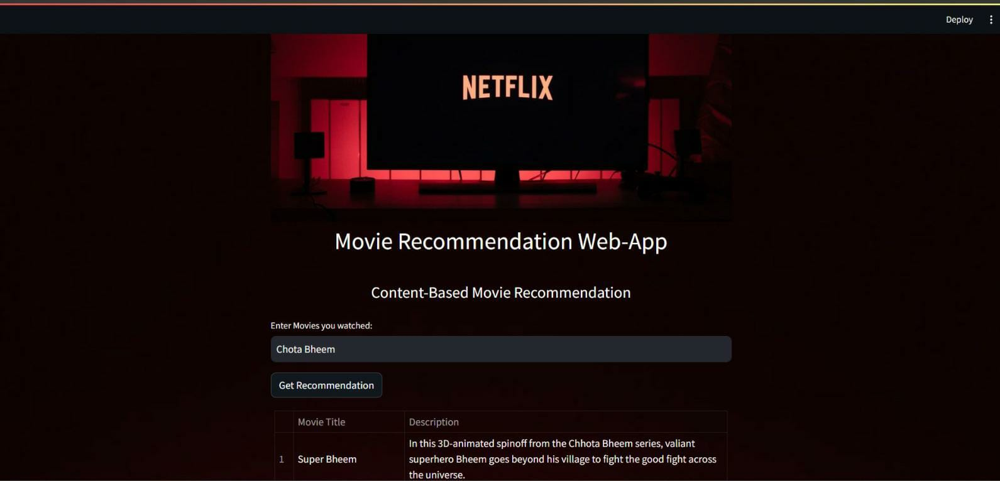 Deploy
NETFLIX
Movie Recommendation Web-App
Content-Based Movie Recommendation
Enter Movies you watched:
Chota Bheem
Get Recommendation
Movie Title Description
In this 3D-animated spinoff from the Chhota Bheem series, valiant
1 Super Bheem superhero Bheem goes beyond his village to fight the good fight across
the universe.